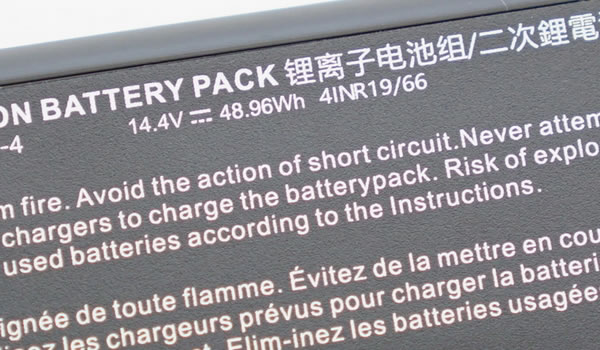 ON BATTERY PACK 锂离子电池组/二次鋰電
-4
14.4V ⎓ 48.96Wh 4INR19/66
m fire. Avoid the action of short circuit.Never attem
chargers to charge the batterypack. Risk of explo
used batteries according to the Instructions.
ignée de toute flamme. Évitez de la mettre en cou
les chargeurs prévus pour charger la batteri
t. Elim-inez les batteries usagée